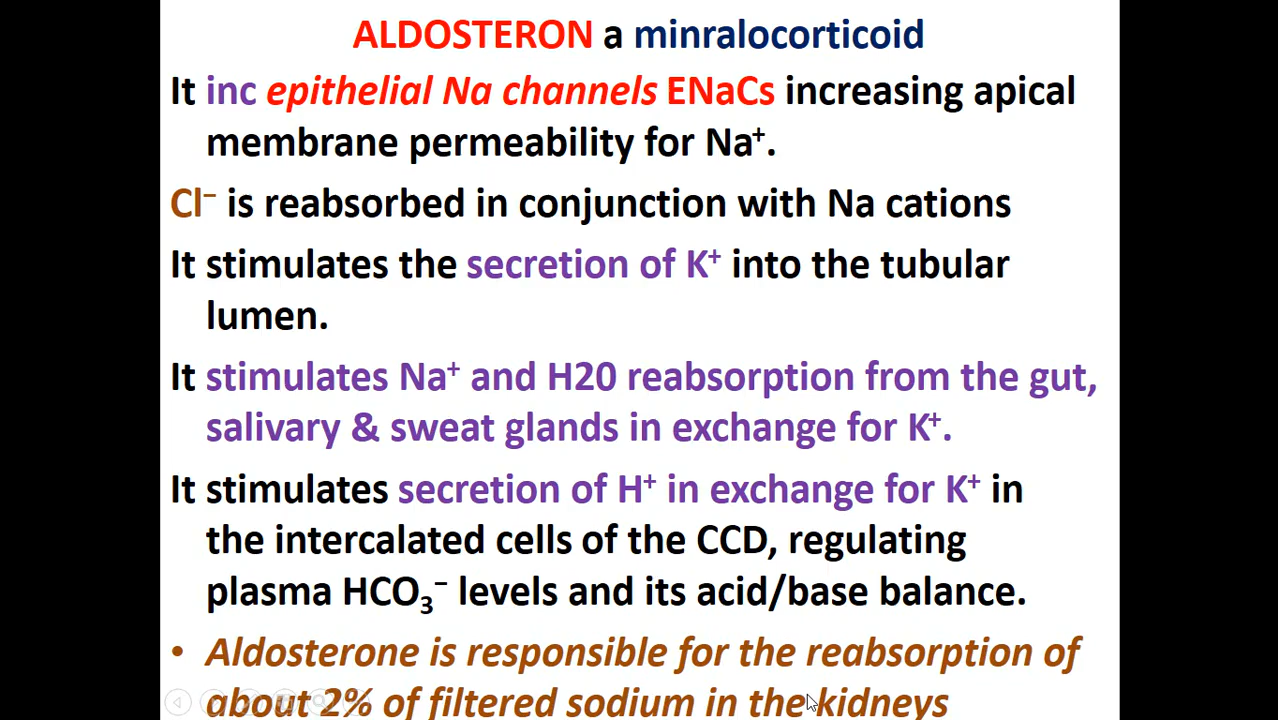 ALDOSTERON a minralocorticoid
It inc epithelial Na channels ENaCs increasing apical
membrane permeability for Na⁺.
Cl⁻ is reabsorbed in conjunction with Na cations
It stimulates the secretion of K⁺ into the tubular
lumen.
It stimulates Na⁺ and H20 reabsorption from the gut,
salivary & sweat glands in exchange for K⁺.
It stimulates secretion of H⁺ in exchange for K⁺ in
the intercalated cells of the CCD, regulating
plasma HCO₃⁻ levels and its acid/base balance.
• Aldosterone is responsible for the reabsorption of
about 2% of filtered sodium in the kidneys